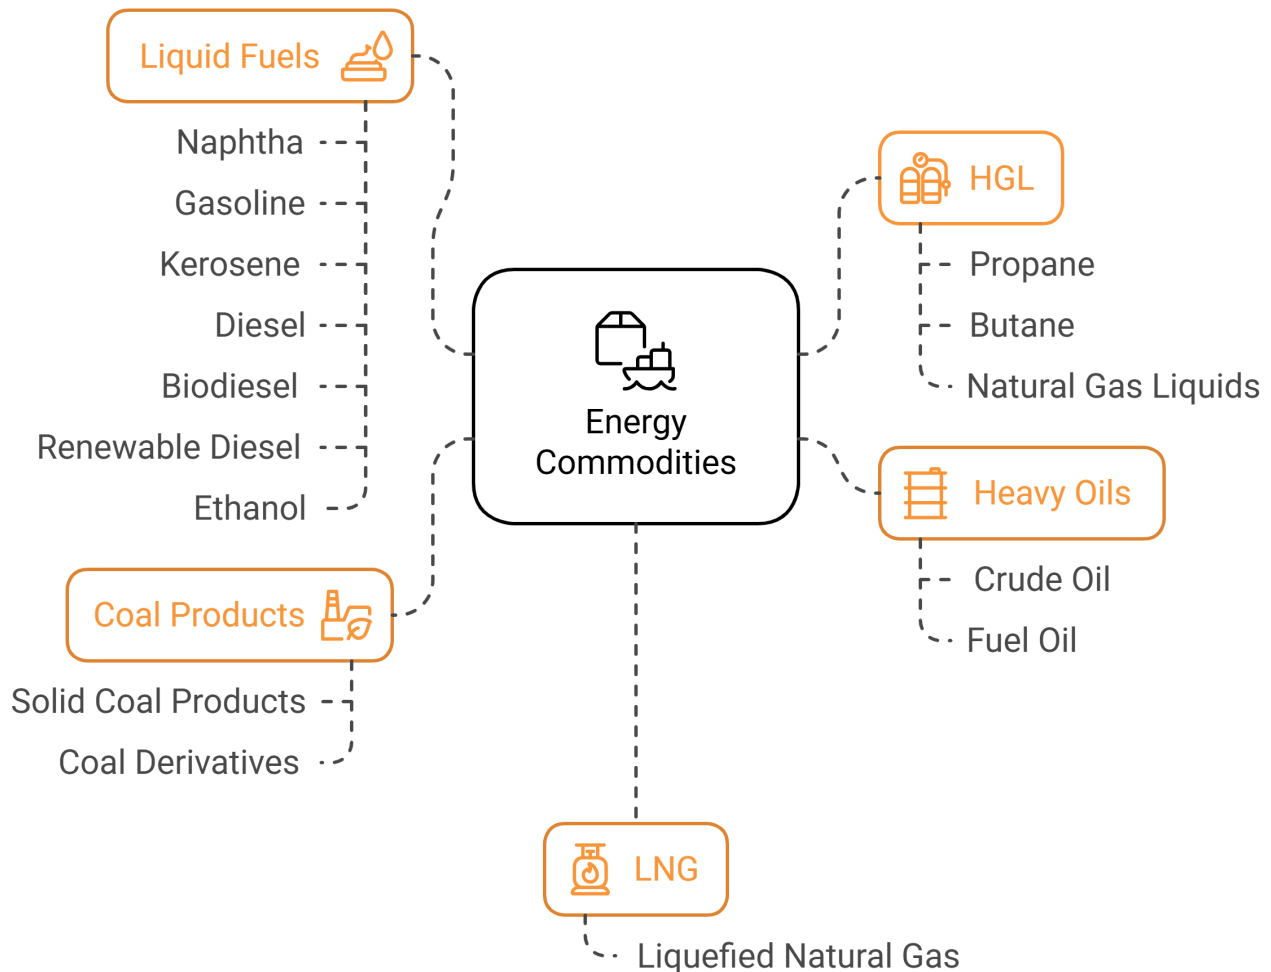 Liquid Fuels
Naphtha
Gasoline
Kerosene
Diesel
Biodiesel
Renewable Diesel
Ethanol
Coal Products
Solid Coal Products
Coal Derivatives
Energy
Commodities
HGL
Propane
Butane
Natural Gas Liquids
Heavy Oils
Crude Oil
Fuel Oil
LNG
Liquefied Natural Gas